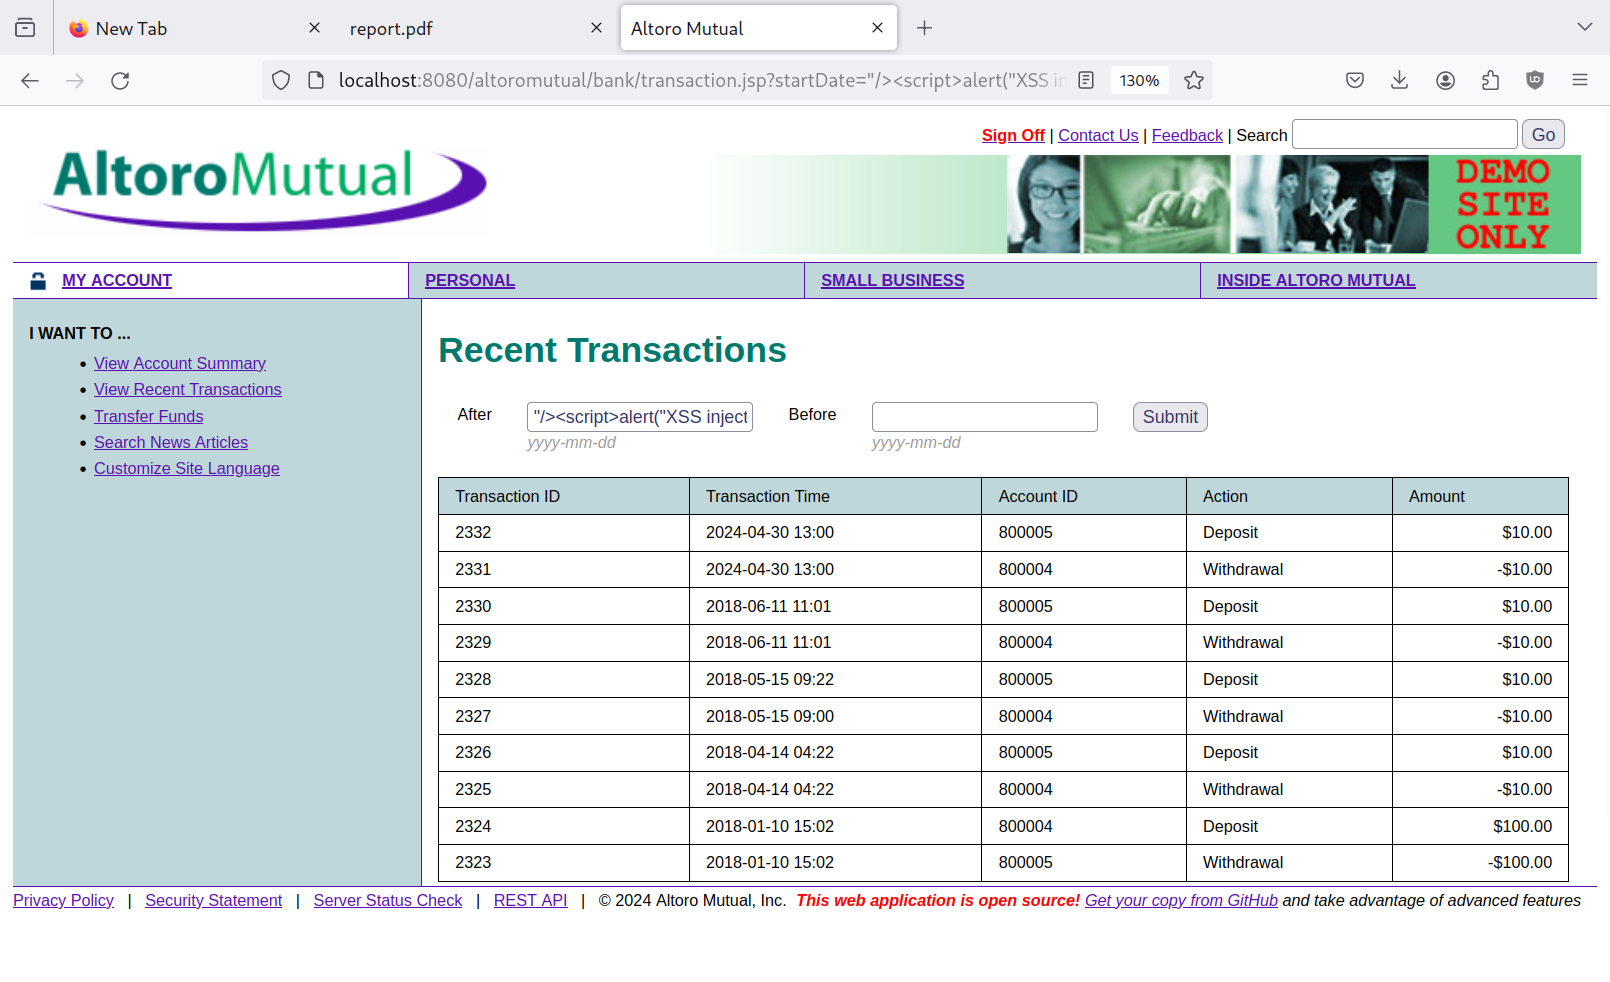 New Tab
report.pdf
Altoro Mutual
localhost:8080/altoromutual/bank/transaction.jsp?startDate="/><script>alert("XSS in
130%
Sign Off | Contact Us | Feedback | Search Go
AltoroMutual
DEMO
SITE
ONLY
MY ACCOUNT
PERSONAL
SMALL BUSINESS
INSIDE ALTORO MUTUAL
I WANT TO ...
View Account Summary
View Recent Transactions
Transfer Funds
Search News Articles
Customize Site Language
Recent Transactions
After "/><script>alert("XSS inject Before Submit
yyyy-mm-dd yyyy-mm-dd
Transaction ID Transaction Time Account ID Action Amount
2332 2024-04-30 13:00 800005 Deposit $10.00
2331 2024-04-30 13:00 800004 Withdrawal -$10.00
2330 2018-06-11 11:01 800005 Deposit $10.00
2329 2018-06-11 11:01 800004 Withdrawal -$10.00
2328 2018-05-15 09:22 800005 Deposit $10.00
2327 2018-05-15 09:00 800004 Withdrawal -$10.00
2326 2018-04-14 04:22 800005 Deposit $10.00
2325 2018-04-14 04:22 800004 Withdrawal -$10.00
2324 2018-01-10 15:02 800004 Deposit $100.00
2323 2018-01-10 15:02 800005 Withdrawal -$100.00
Privacy Policy | Security Statement | Server Status Check | REST API | © 2024 Altoro Mutual, Inc. This web application is open source! Get your copy from GitHub and take advantage of advanced features